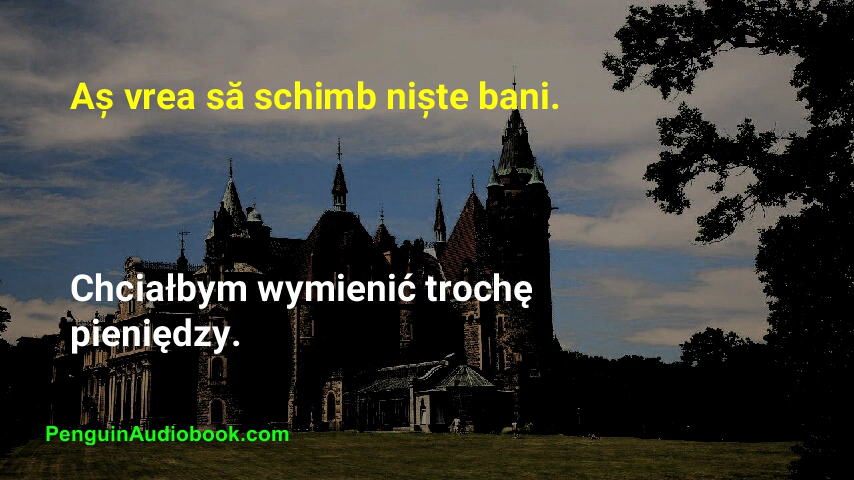 Aș vrea să schimb niște bani.
Chciałbym wymienić trochę
pieniędzy.
PenguinAudiobook.com